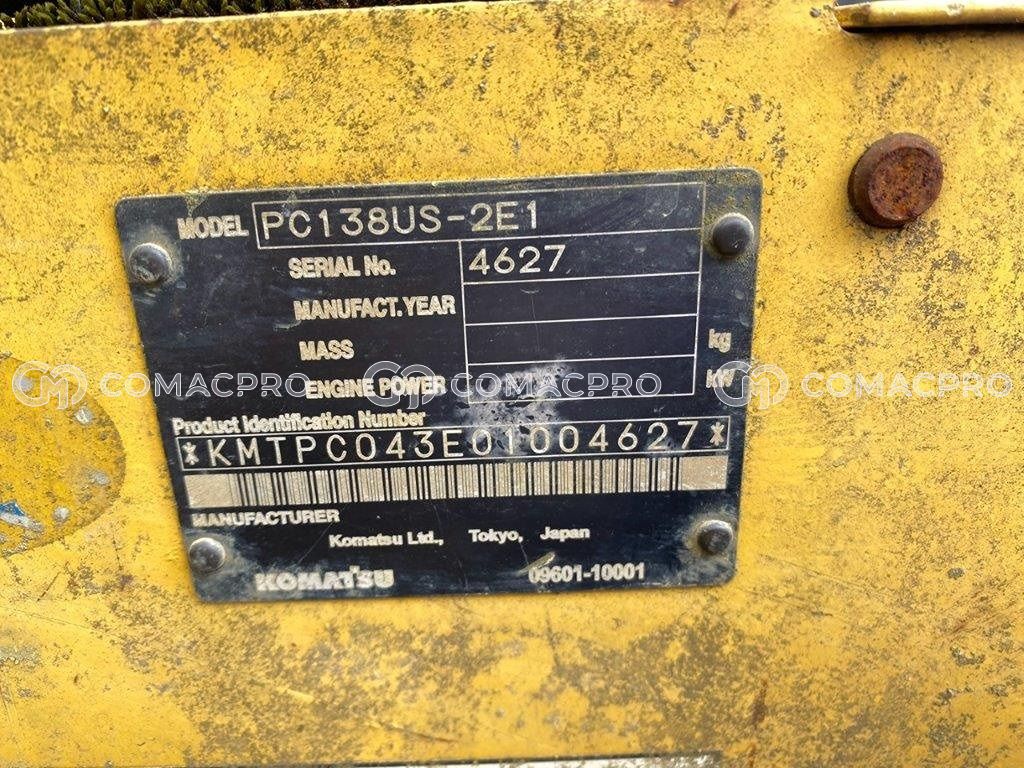 MODEL PC138US-2E1
SERIAL No. 4627
MANUFACT. YEAR
MASS kg
COMACPRO COMACPRO COMACPRO
ENGINE POWER kW
Product Identification Number
*KMTPC043E01004627*
MANUFACTURER
Komatsu Ltd., Tokyo, Japan
KOMATSU 09601-10001